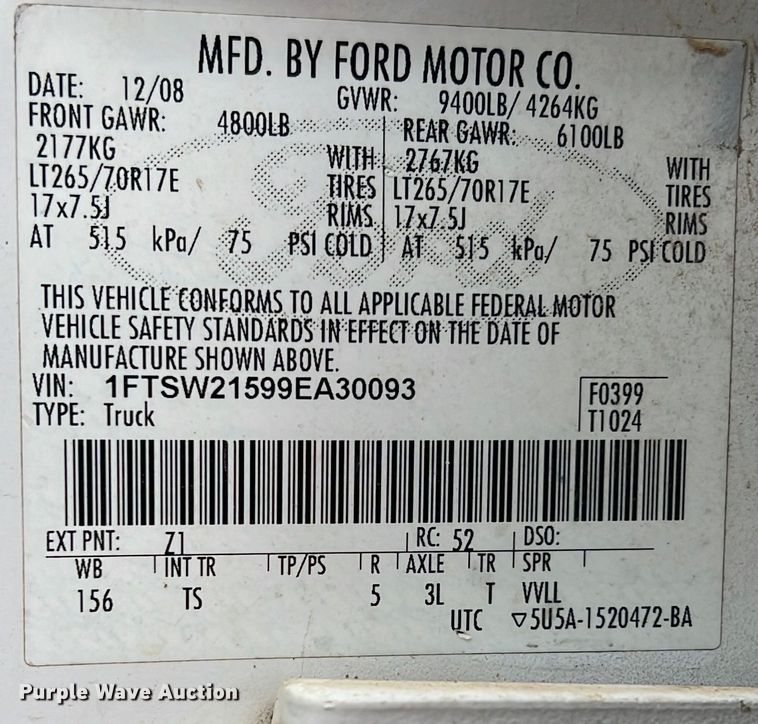 MFD. BY FORD MOTOR CO.
DATE: 12/08 GVWR: 9400LB/ 4264KG
FRONT GAWR: 4800LB REAR GAWR: 6100LB
2177KG WITH 2767KG WITH
LT265/70R17E TIRES LT265/70R17E TIRES
17x7.5J RIMS 17x7.5J RIMS
AT 515 kPa/ 75 PSI COLD AT 515 kPa/ 75 PSI COLD
THIS VEHICLE CONFORMS TO ALL APPLICABLE FEDERAL MOTOR
VEHICLE SAFETY STANDARDS IN EFFECT ON THE DATE OF
MANUFACTURE SHOWN ABOVE.
VIN: 1FTSW21599EA30093 F0399
TYPE: Truck T1024
EXT PNT: Z1 RC: 52 DSO:
WB INT TR TP/PS R AXLE TR SPR
156 TS 5 3L T VVLL
UTC ▽5U5A-1520472-BA
Purple Wave Auction